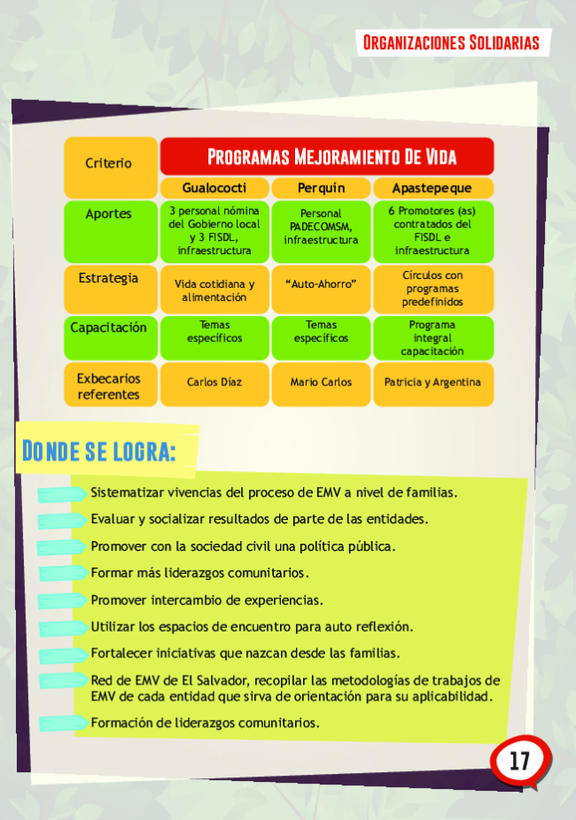 Organizaciones Solidarias
Criterio
Programas Mejoramiento De Vida
Gualococti
Perquín
Apastepeque
Aportes
3 personal nómina
del Gobierno local
y 3 FISDL,
infraestructura
Personal
PADECOMSM,
infraestructura
6 Promotores (as)
contratados del
FISDL e
infraestructura
Estrategia
Vida cotidiana y
alimentación
“Auto-Ahorro”
Círculos con
programas
predefinidos
Capacitación
Temas
específicos
Temas
específicos
Programa
integral
capacitación
Exbecarios
referentes
Carlos Díaz
Mario Carlos
Patricia y Argentina
Donde se logra:
Sistematizar vivencias del proceso de EMV a nivel de familias.
Evaluar y socializar resultados de parte de las entidades.
Promover con la sociedad civil una política pública.
Formar más liderazgos comunitarios.
Promover intercambio de experiencias.
Utilizar los espacios de encuentro para auto reflexión.
Fortalecer iniciativas que nazcan desde las familias.
Red de EMV de El Salvador, recopilar las metodologías de trabajos de
EMV de cada entidad que sirva de orientación para su aplicabilidad.
Formación de liderazgos comunitarios.
17